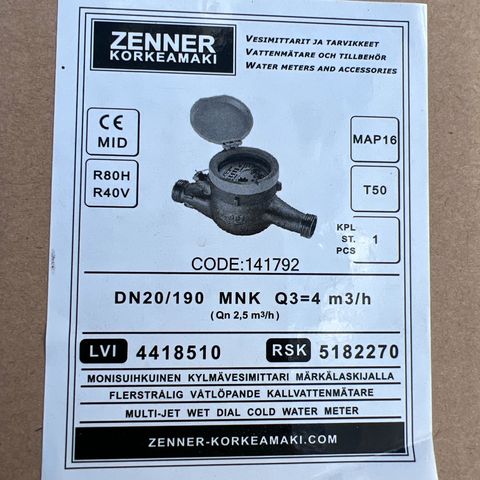 ZENNER
KORKEAMAKI
VESIMITTARIT JA TARVIKKEET
VATTENMÄTARE OCH TILLBEHÖR
WATER METERS AND ACCESSORIES
CE
MID
R80H
R40V
MAP16
T50
KPL
ST.
PCS
1
CODE:141792
DN20/190 MNK Q3=4 m3/h
(Qn 2,5 m³/h)
LVI 4418510 RSK 5182270
MONISUIHKUINEN KYLMÄVESIMITTARI MÄRKÄLASKIJALLA
FLERSTRÅLIG VÅTLÖPANDE KALLVATTENMÄTARE
MULTI-JET WET DIAL COLD WATER METER
ZENNER-KORKEAMAKI.COM